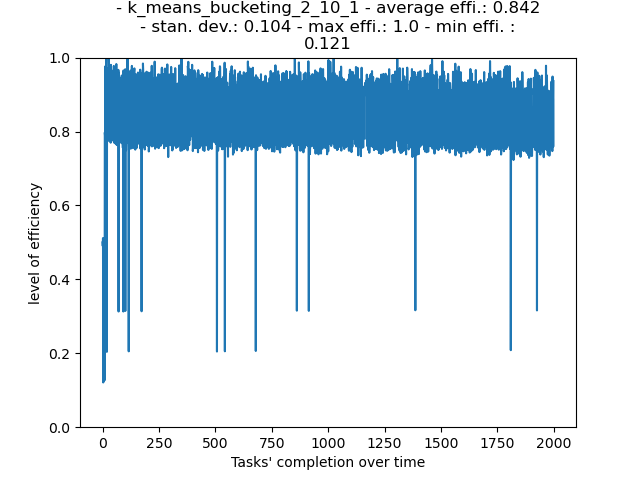 - k_means_bucketing_2_10_1 - average effi.: 0.842
- stan. dev.: 0.104 - max effi.: 1.0 - min effi. :
0.121
1.0
0.8
0.6
0.4
0.2
0.0
level of efficiency
0 250 500 750 1000 1250 1500 1750 2000
Tasks' completion over time